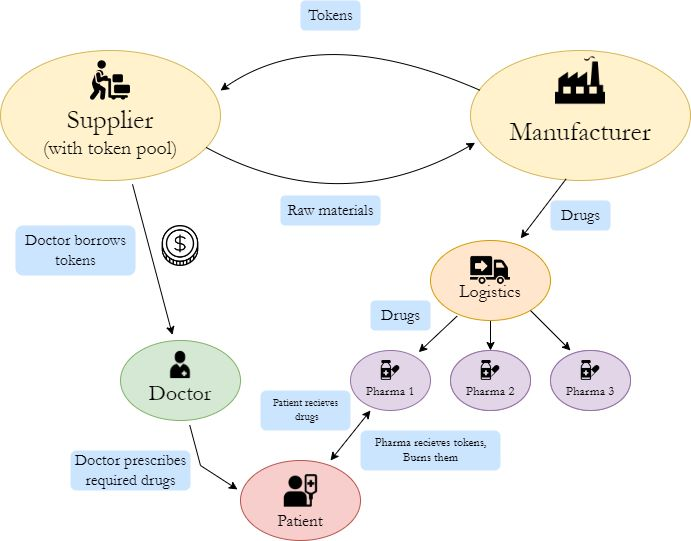 Tokens
Supplier
(with token pool)
Manufacturer
Raw materials
Drugs
Doctor borrows
tokens
$
Logistics
Drugs
Doctor
Pharma 1
Pharma 2
Pharma 3
Patient recieves
drugs
Pharma recieves tokens,
Burns them
Doctor prescribes
required drugs
Patient